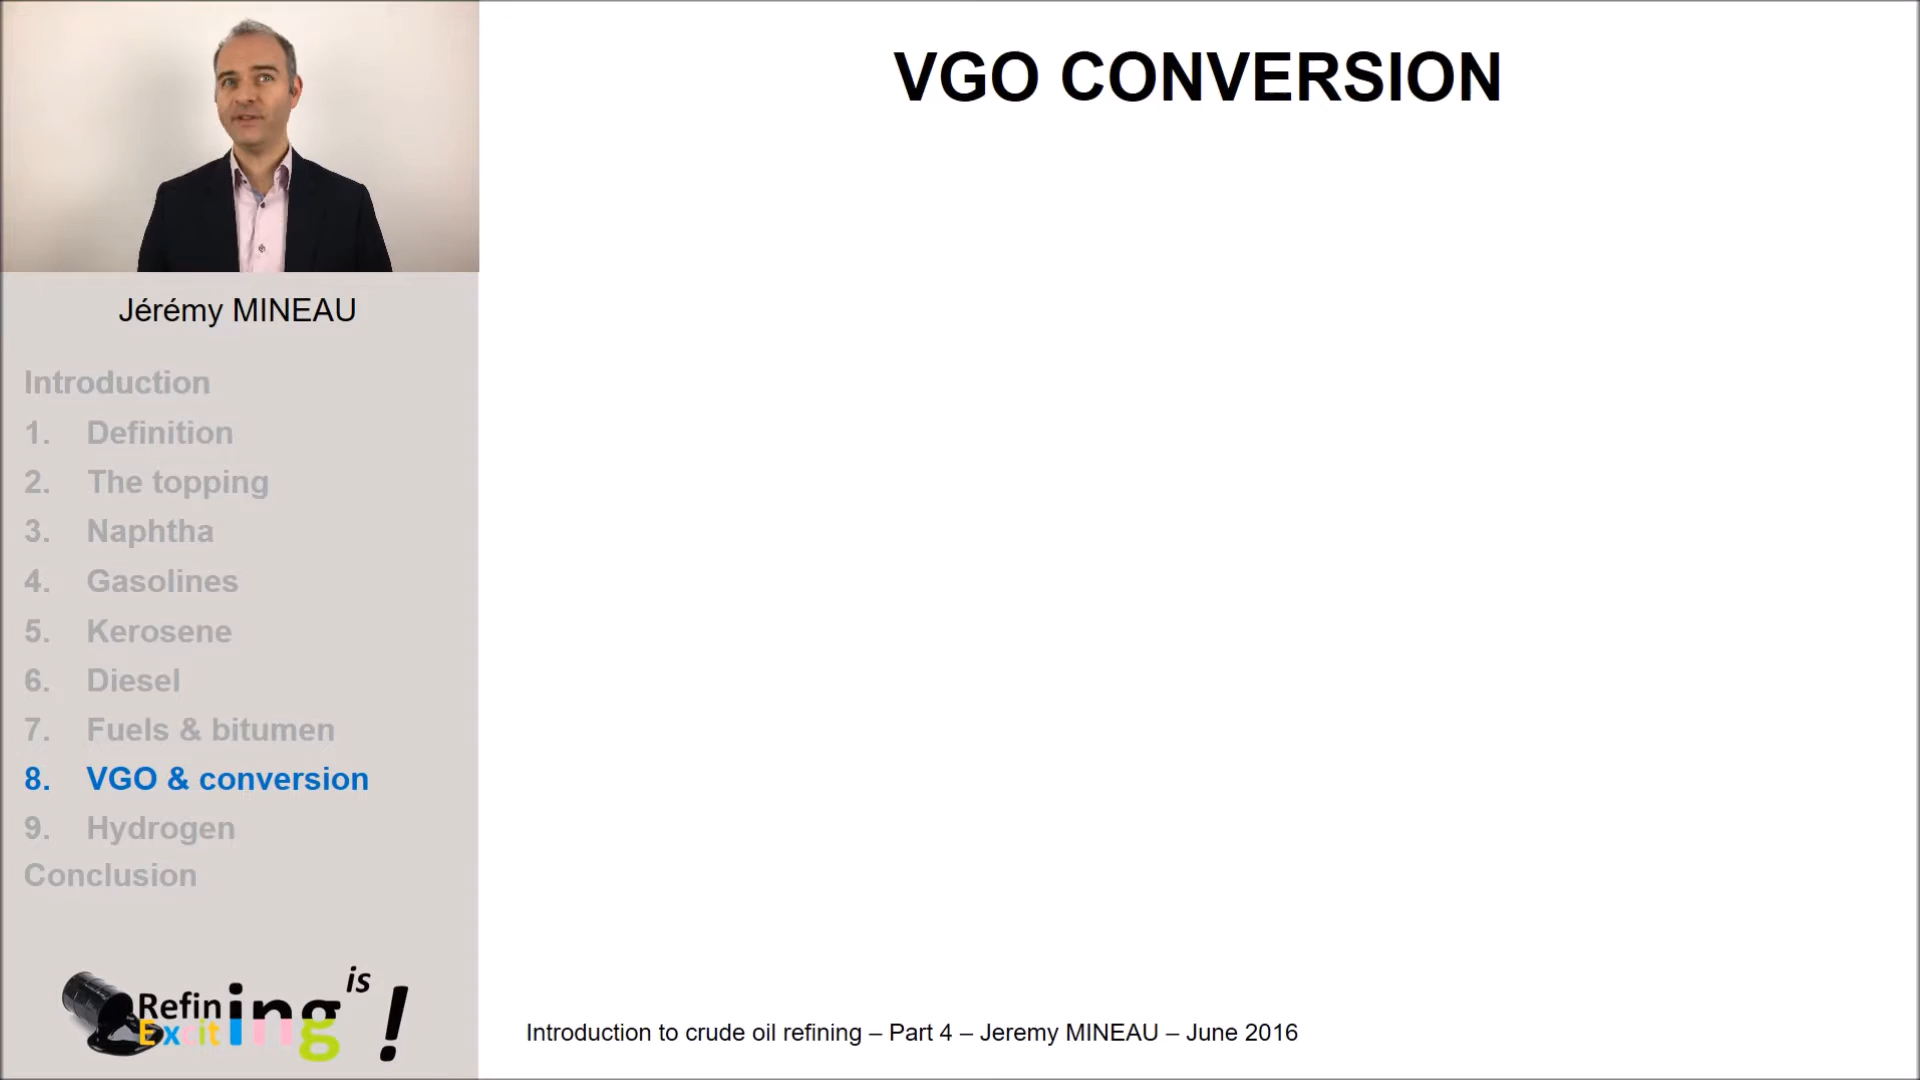 VGO CONVERSION
Jérémy MINEAU
Introduction
1. Definition
2. The topping
3. Naphtha
4. Gasolines
5. Kerosene
6. Diesel
7. Fuels & bitumen
8. VGO & conversion
9. Hydrogen
Conclusion
is
Refining !
Exciting
Introduction to crude oil refining – Part 4 – Jeremy MINEAU – June 2016